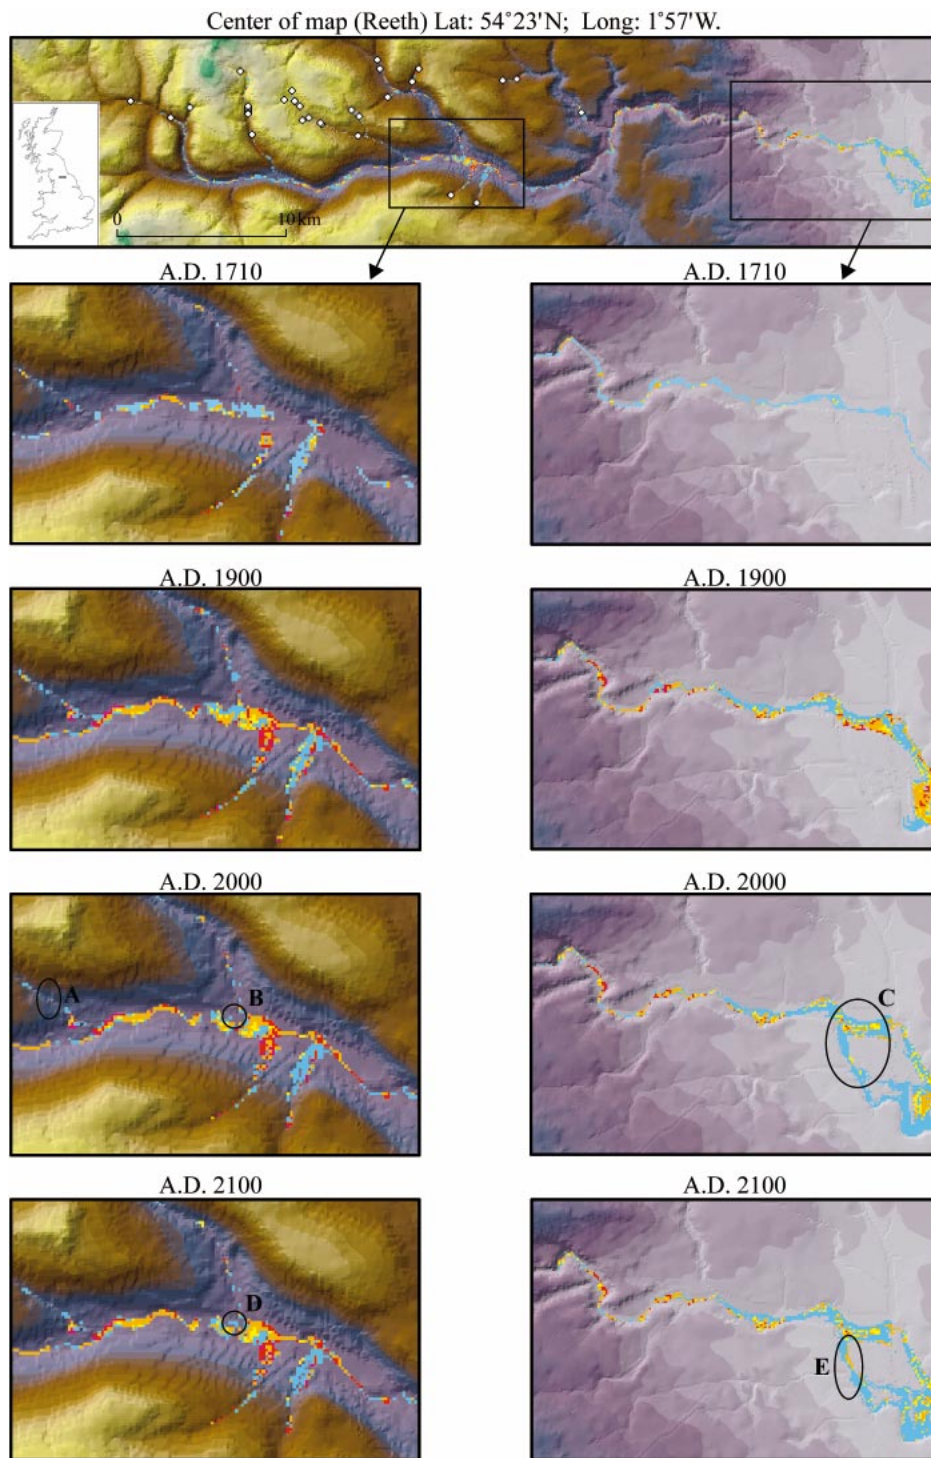 Center of map (Reeth) Lat: 54°23'N; Long: 1°57'W.
0 10 km
A.D. 1710 A.D. 1710
A.D. 1900 A.D. 1900
A.D. 2000 A.D. 2000
A B C
A.D. 2100 A.D. 2100
D E